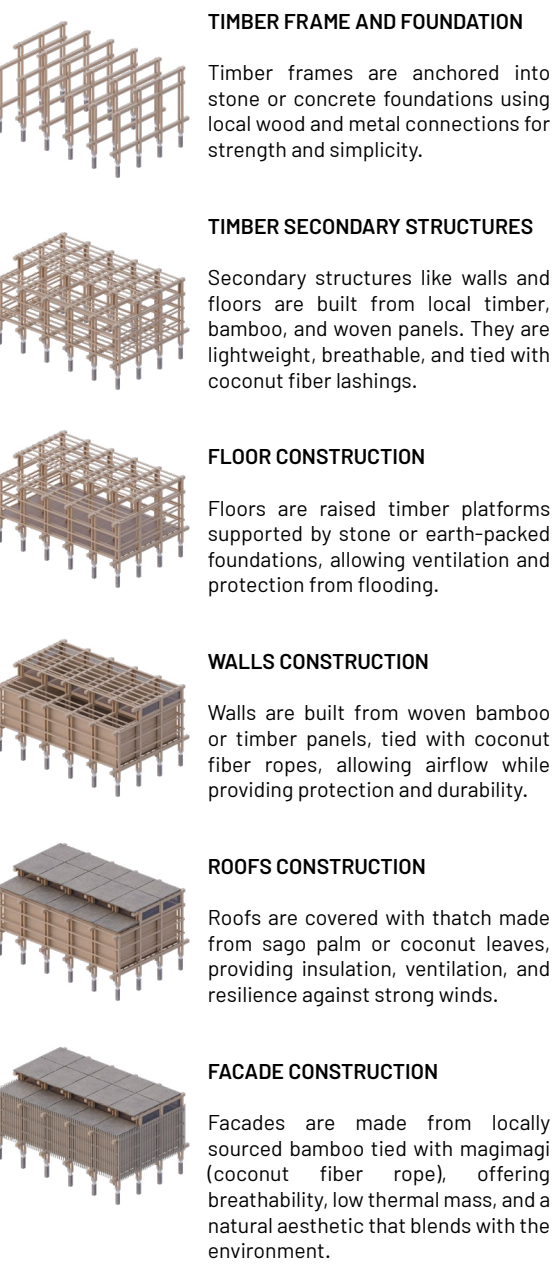 TIMBER FRAME AND FOUNDATION
Timber frames are anchored into
stone or concrete foundations using
local wood and metal connections for
strength and simplicity.
TIMBER SECONDARY STRUCTURES
Secondary structures like walls and
floors are built from local timber,
bamboo, and woven panels. They are
lightweight, breathable, and tied with
coconut fiber lashings.
FLOOR CONSTRUCTION
Floors are raised timber platforms
supported by stone or earth-packed
foundations, allowing ventilation and
protection from flooding.
WALLS CONSTRUCTION
Walls are built from woven bamboo
or timber panels, tied with coconut
fiber ropes, allowing airflow while
providing protection and durability.
ROOFS CONSTRUCTION
Roofs are covered with thatch made
from sago palm or coconut leaves,
providing insulation, ventilation, and
resilience against strong winds.
FACADE CONSTRUCTION
Facades are made from locally
sourced bamboo tied with magimagi
(coconut fiber rope), offering
breathability, low thermal mass, and a
natural aesthetic that blends with the
environment.